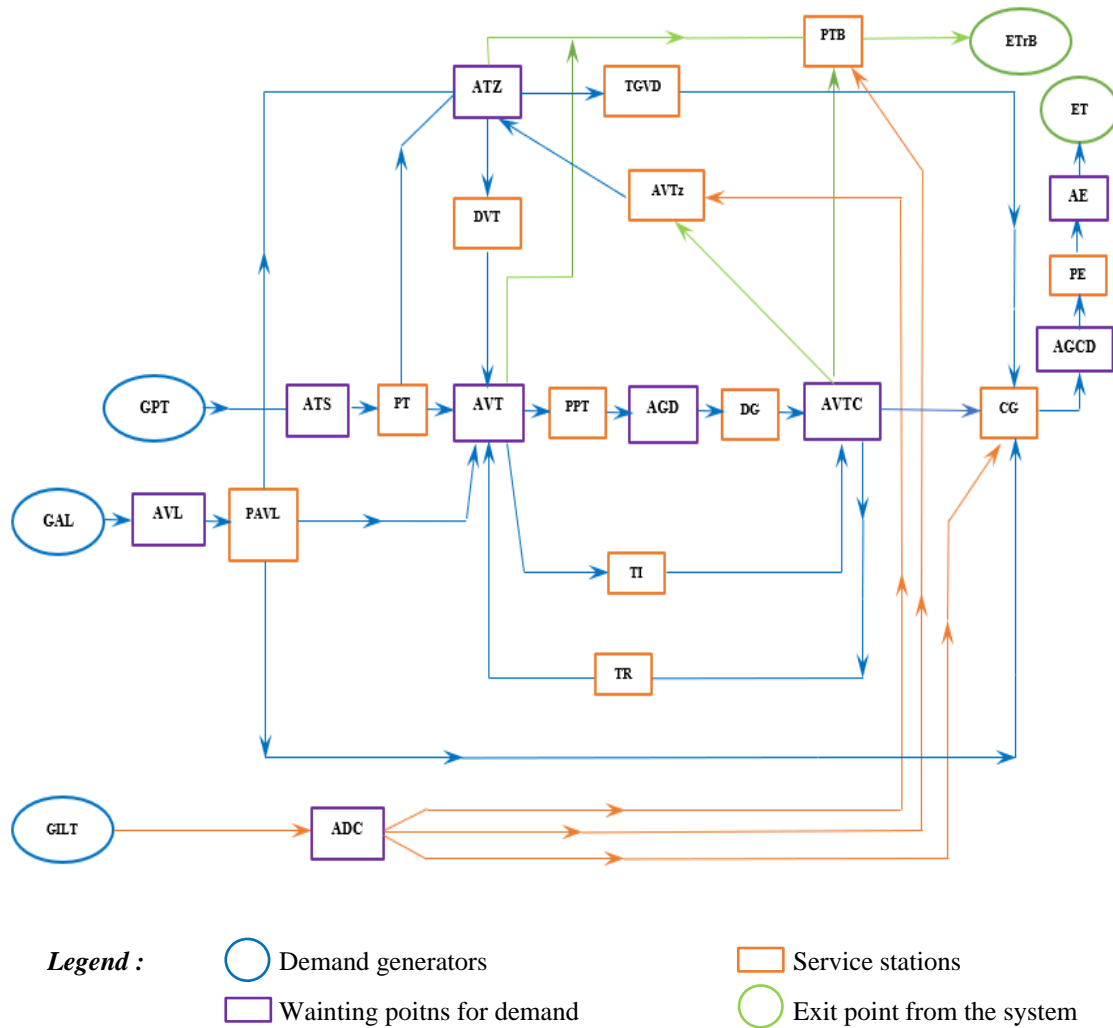 PTB
ETrB
ATZ
TGVD
ET
AVTz
AE
DVT
PE
AGCD
GPT
ATS
PT
AVT
PPT
AGD
DG
AVTC
CG
GAL
AVL
PAVL
TI
TR
GILT
ADC
Legend :
Demand generators
Service stations
Wainting poitns for demand
Exit point from the system